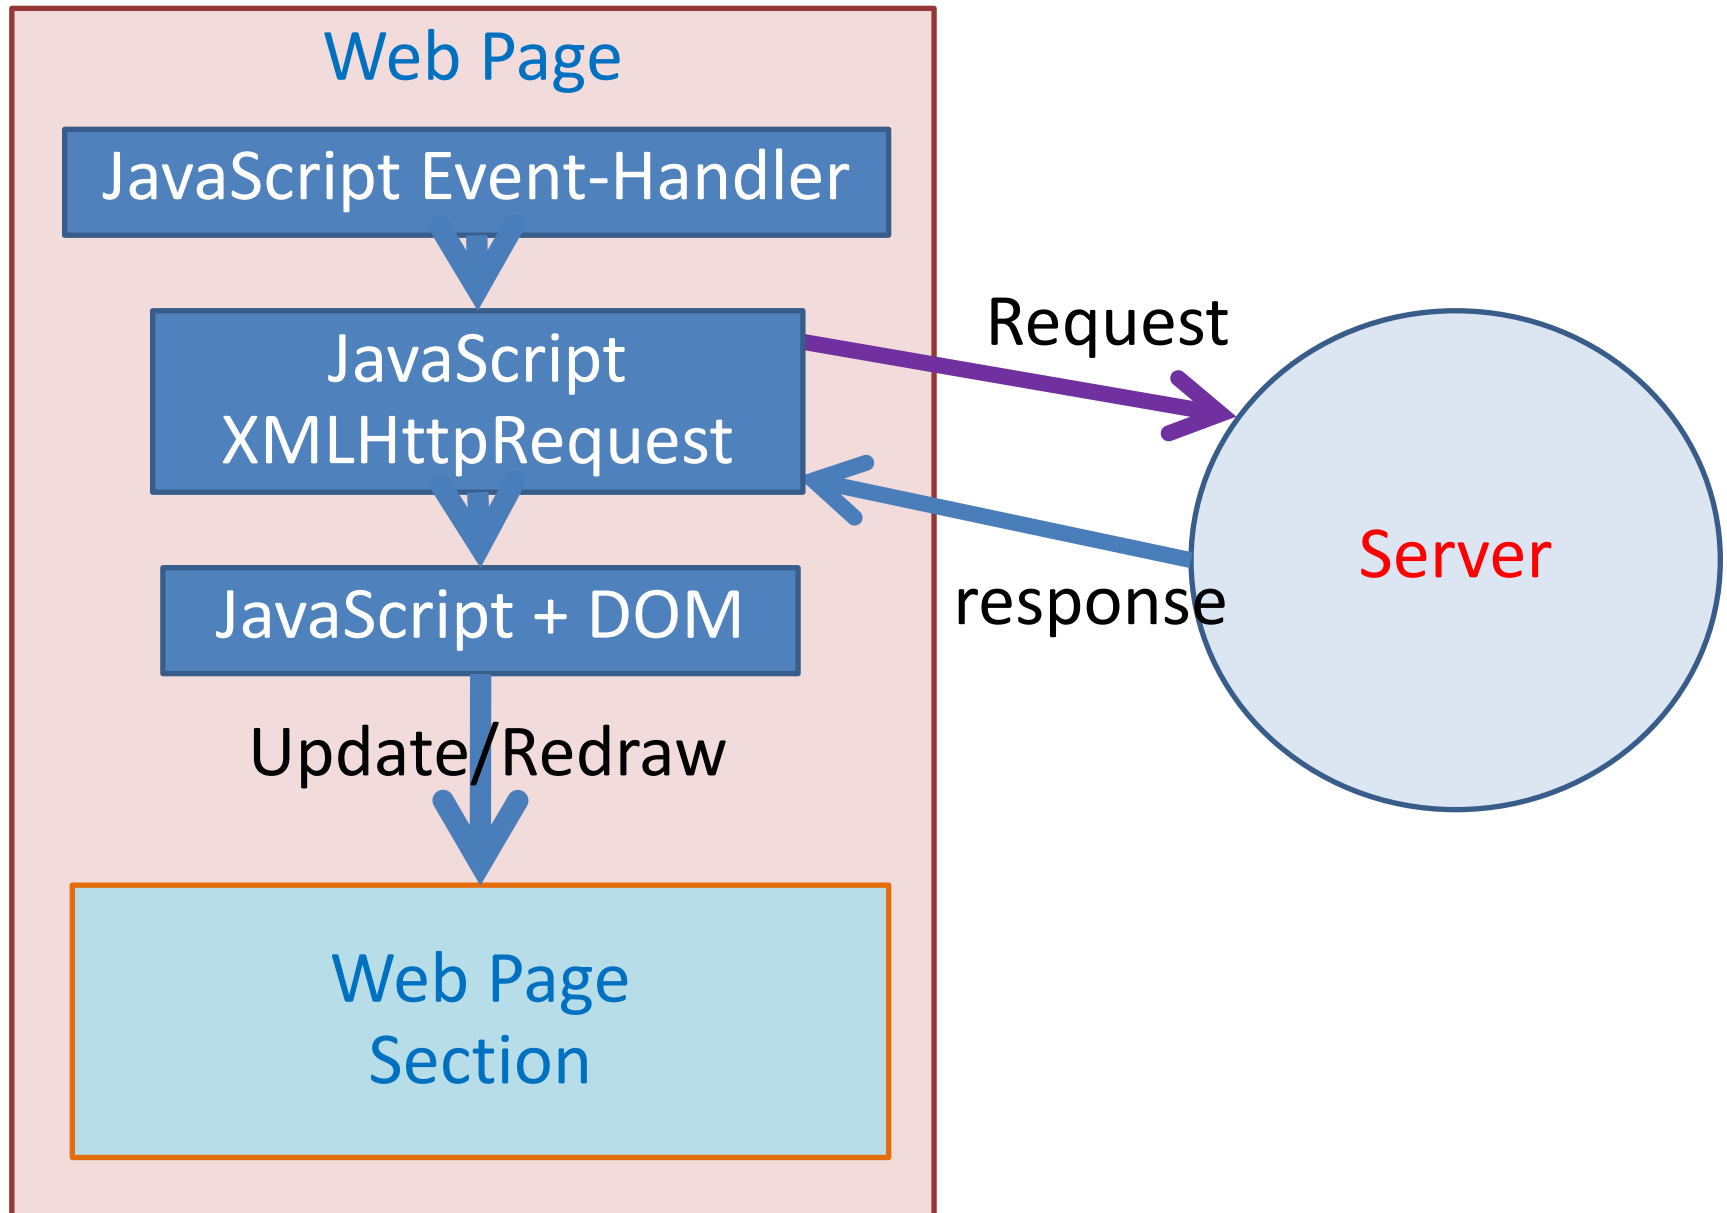 Web Page
JavaScript Event-Handler
JavaScript
XMLHttpRequest
Request
response
Server
JavaScript + DOM
Update/Redraw
Web Page
Section